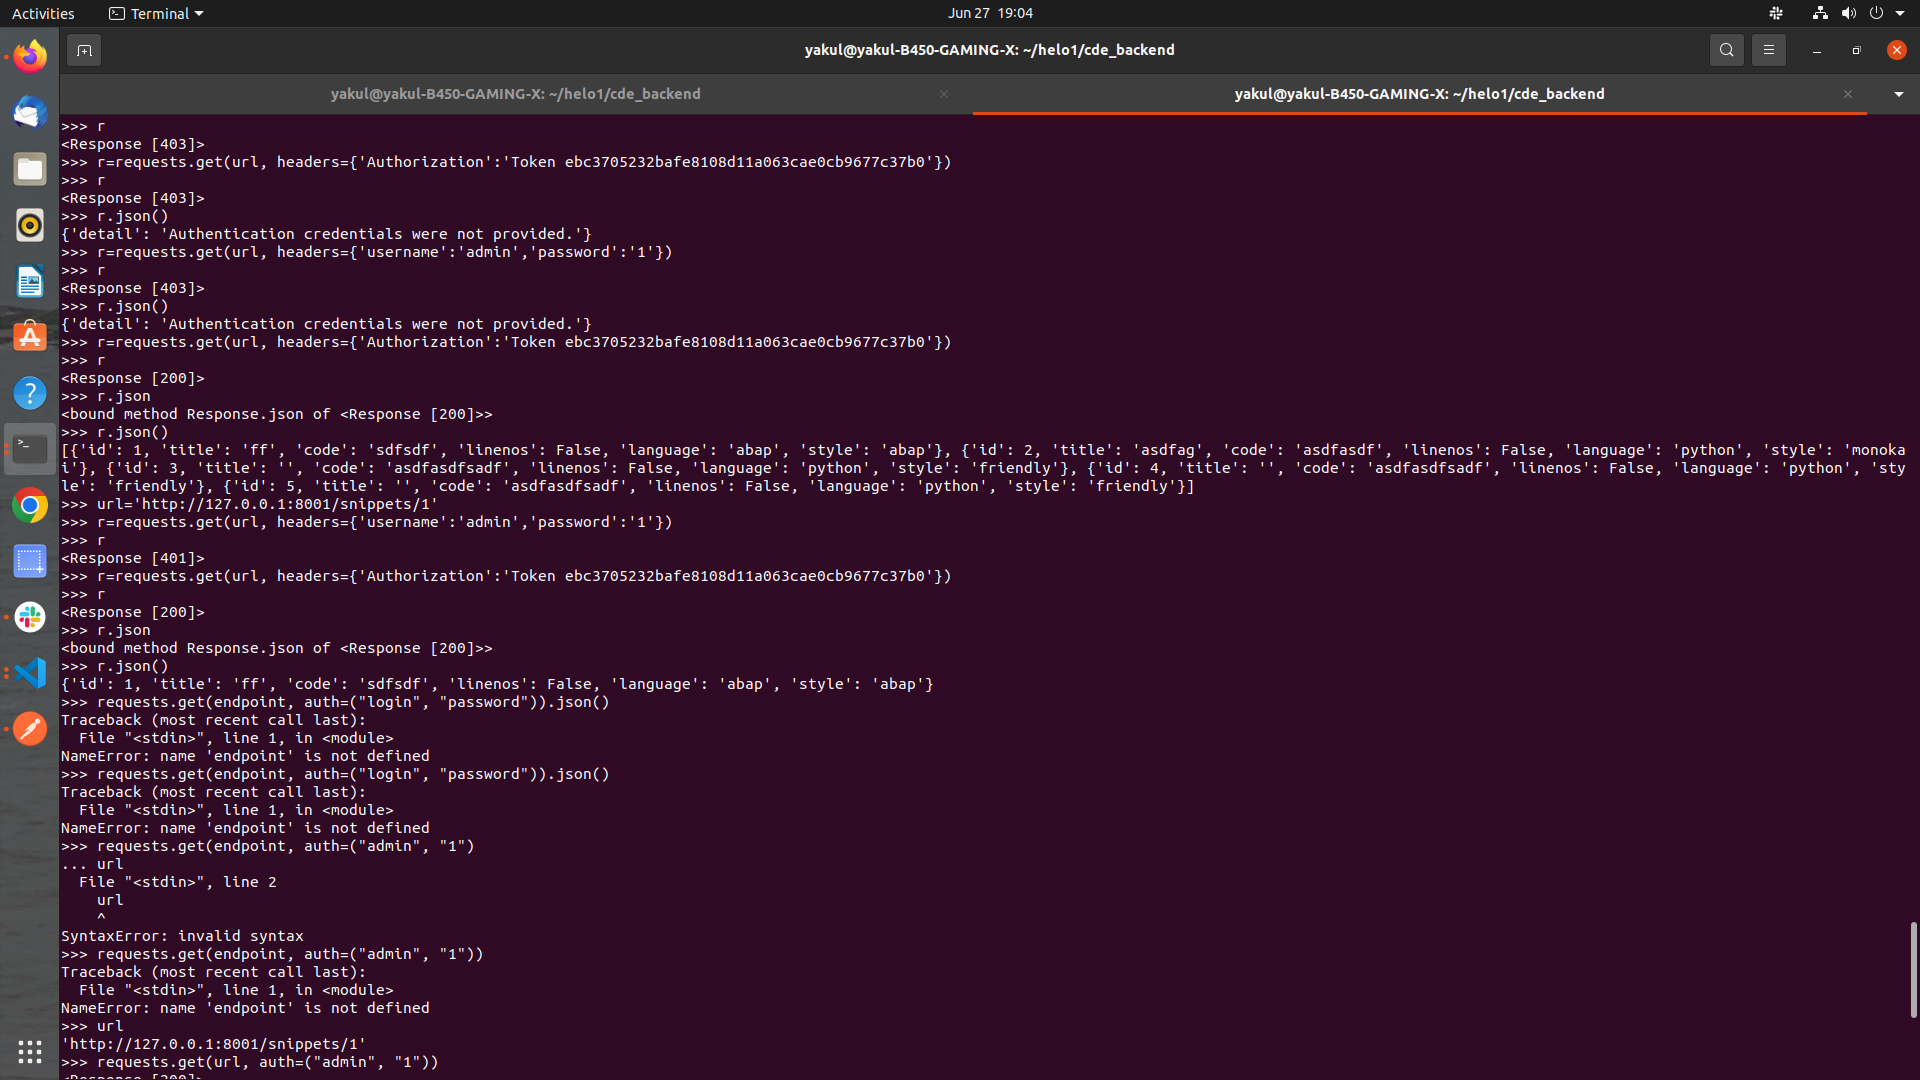 Activities
Terminal
Jun 27 19:04
yakul@yakul-B450-GAMING-X: ~/helo1/cde_backend
yakul@yakul-B450-GAMING-X: ~/helo1/cde_backend
yakul@yakul-B450-GAMING-X: ~/helo1/cde_backend
>>> r
<Response [403]>
>>> r=requests.get(url, headers={'Authorization':'Token ebc3705232bafe8108d11a063cae0cb9677c37b0'})
>>> r
<Response [403]>
>>> r.json()
{'detail': 'Authentication credentials were not provided.'}
>>> r=requests.get(url, headers={'username':'admin','password':'1'})
>>> r
<Response [403]>
>>> r.json()
{'detail': 'Authentication credentials were not provided.'}
>>> r=requests.get(url, headers={'Authorization':'Token ebc3705232bafe8108d11a063cae0cb9677c37b0'})
>>> r
<Response [200]>
>>> r.json
<bound method Response.json of <Response [200]>>
>>> r.json()
[{'id': 1, 'title': 'ff', 'code': 'sdfsdf', 'linenos': False, 'language': 'abap', 'style': 'abap'}, {'id': 2, 'title': 'asdfag', 'code': 'asdfasdf', 'linenos': False, 'language': 'python', 'style': 'monoka
i'}, {'id': 3, 'title': '', 'code': 'asdfasdfsadf', 'linenos': False, 'language': 'python', 'style': 'friendly'}, {'id': 4, 'title': '', 'code': 'asdfasdfsadf', 'linenos': False, 'language': 'python', 'sty
le': 'friendly'}, {'id': 5, 'title': '', 'code': 'asdfasdfsadf', 'linenos': False, 'language': 'python', 'style': 'friendly'}]
>>> url='http://127.0.0.1:8001/snippets/1'
>>> r=requests.get(url, headers={'username':'admin','password':'1'})
>>> r
<Response [401]>
>>> r=requests.get(url, headers={'Authorization':'Token ebc3705232bafe8108d11a063cae0cb9677c37b0'})
>>> r
<Response [200]>
>>> r.json
<bound method Response.json of <Response [200]>>
>>> r.json()
{'id': 1, 'title': 'ff', 'code': 'sdfsdf', 'linenos': False, 'language': 'abap', 'style': 'abap'}
>>> requests.get(endpoint, auth=("login", "password")).json()
Traceback (most recent call last):
  File "<stdin>", line 1, in <module>
NameError: name 'endpoint' is not defined
>>> requests.get(endpoint, auth=("login", "password")).json()
Traceback (most recent call last):
  File "<stdin>", line 1, in <module>
NameError: name 'endpoint' is not defined
>>> requests.get(endpoint, auth=("admin", "1")
... url
  File "<stdin>", line 2
    url
    ^
SyntaxError: invalid syntax
>>> requests.get(endpoint, auth=("admin", "1"))
Traceback (most recent call last):
  File "<stdin>", line 1, in <module>
NameError: name 'endpoint' is not defined
>>> url
'http://127.0.0.1:8001/snippets/1'
>>> requests.get(url, auth=("admin", "1"))
<Response [200]>